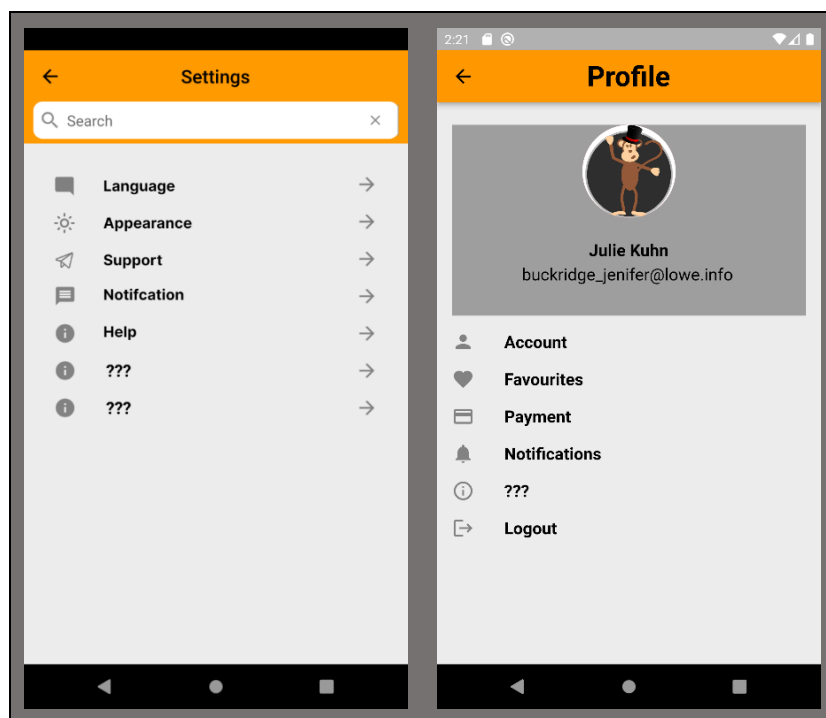 Settings
Search
Language
Appearance
Support
Notifcation
Help
???
???
2:21
Profile
Julie Kuhn
buckridge_jenifer@lowe.info
Account
Favourites
Payment
Notifications
???
Logout